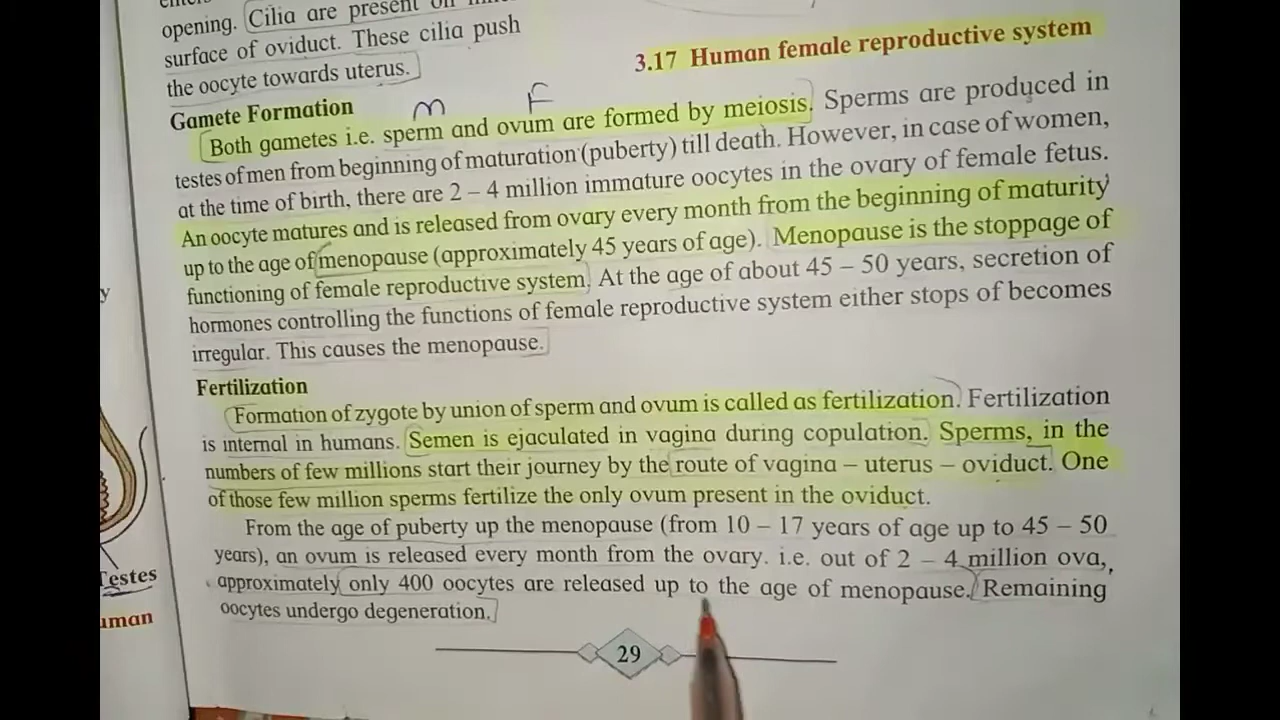 opening. Cilia are present on
surface of oviduct. These cilia push
the oocyte towards uterus.
3.17 Human female reproductive system
Gamete Formation
M F
Both gametes i.e. sperm and ovum are formed by meiosis. Sperms are produced in
testes of men from beginning of maturation (puberty) till death. However, in case of women,
at the time of birth, there are 2 – 4 million immature oocytes in the ovary of female fetus.
An oocyte matures and is released from ovary every month from the beginning of maturity
up to the age of menopause (approximately 45 years of age). Menopause is the stoppage of
functioning of female reproductive system. At the age of about 45 – 50 years, secretion of
hormones controlling the functions of female reproductive system either stops of becomes
irregular. This causes the menopause.
Fertilization
Formation of zygote by union of sperm and ovum is called as fertilization. Fertilization
is internal in humans. Semen is ejaculated in vagina during copulation. Sperms, in the
numbers of few millions start their journey by the route of vagina – uterus – oviduct. One
of those few million sperms fertilize the only ovum present in the oviduct.
From the age of puberty up the menopause (from 10 – 17 years of age up to 45 – 50
years), an ovum is released every month from the ovary. i.e. out of 2 – 4 million ova,
approximately only 400 oocytes are released up to the age of menopause. Remaining
oocytes undergo degeneration.
29
y
Testes
uman